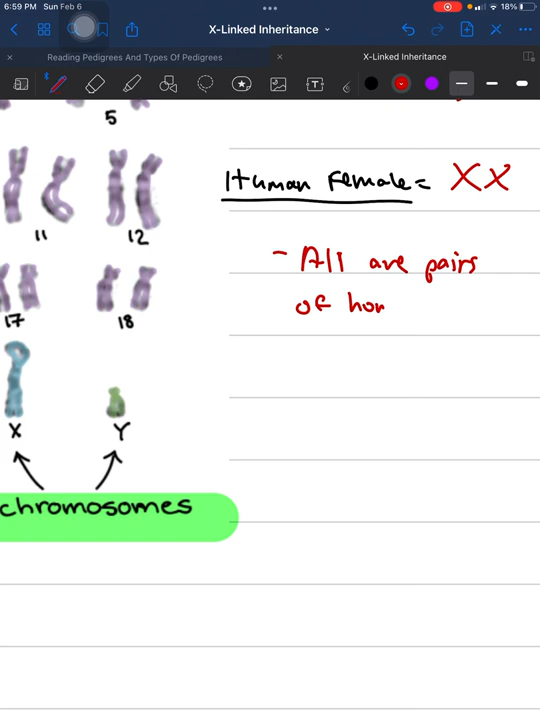 6:59 PM Sun Feb 6
18%
X-Linked Inheritance
Reading Pedigrees And Types Of Pedigrees
X-Linked Inheritance
5
Human Female = XX
11
12
- All are pairs
of hom
17
18
X
Y
chromosomes